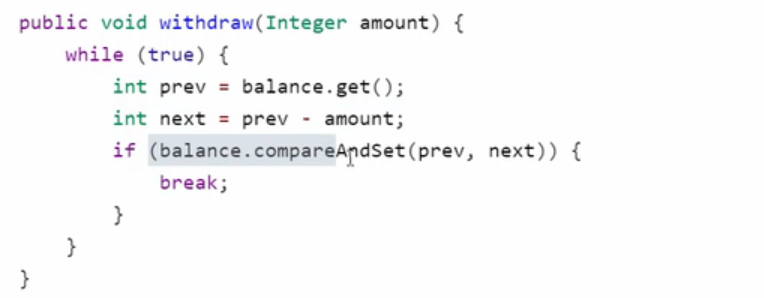 public void withdraw(Integer amount) {
    while (true) {
        int prev = balance.get();
        int next = prev - amount;
        if (balance.compareAndSet(prev, next)) {
            break;
        }
    }
}